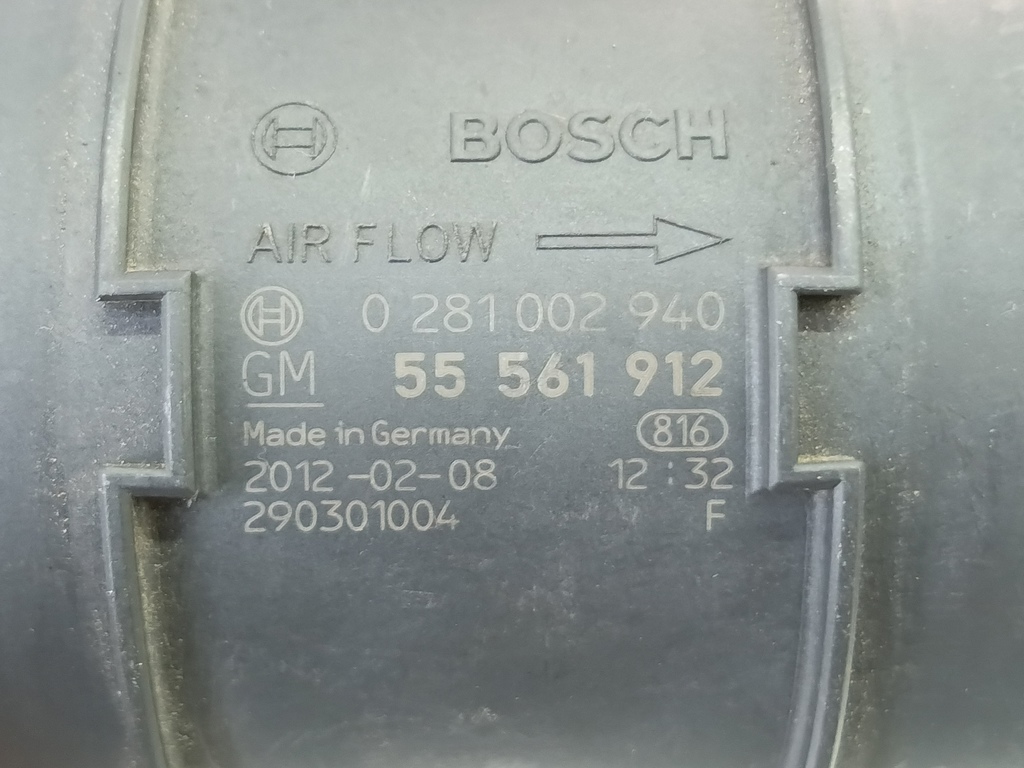 BOSCH
AIR FLOW
0 281 002 940
GM 55 561 912
Made in Germany 816
2012-02-08 12:32
290301004 F